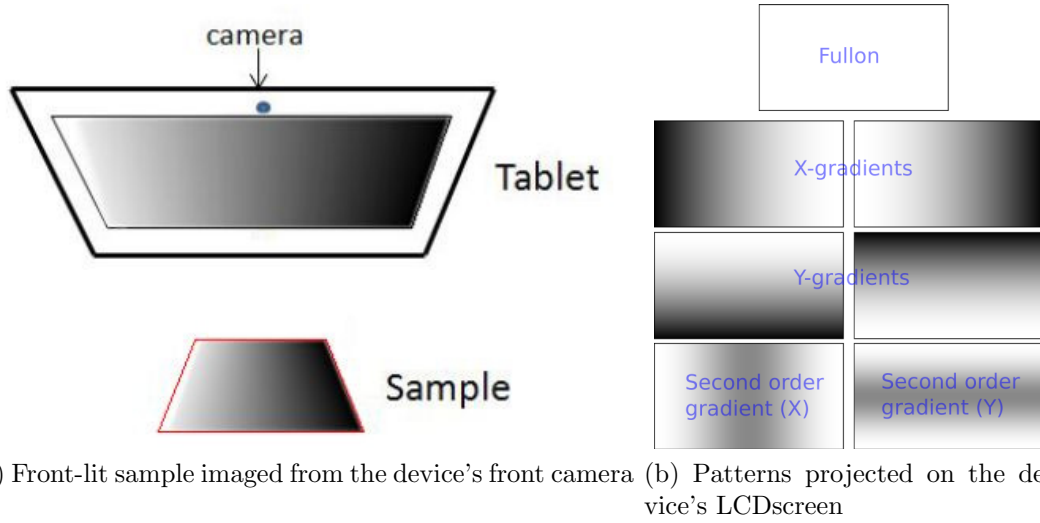 camera
Tablet
Sample
Fullon
X-gradients
Y-gradients
Second order
gradient (X)
Second order
gradient (Y)
) Front-lit sample imaged from the device's front camera
(b) Patterns projected on the de
vice's LCDscreen